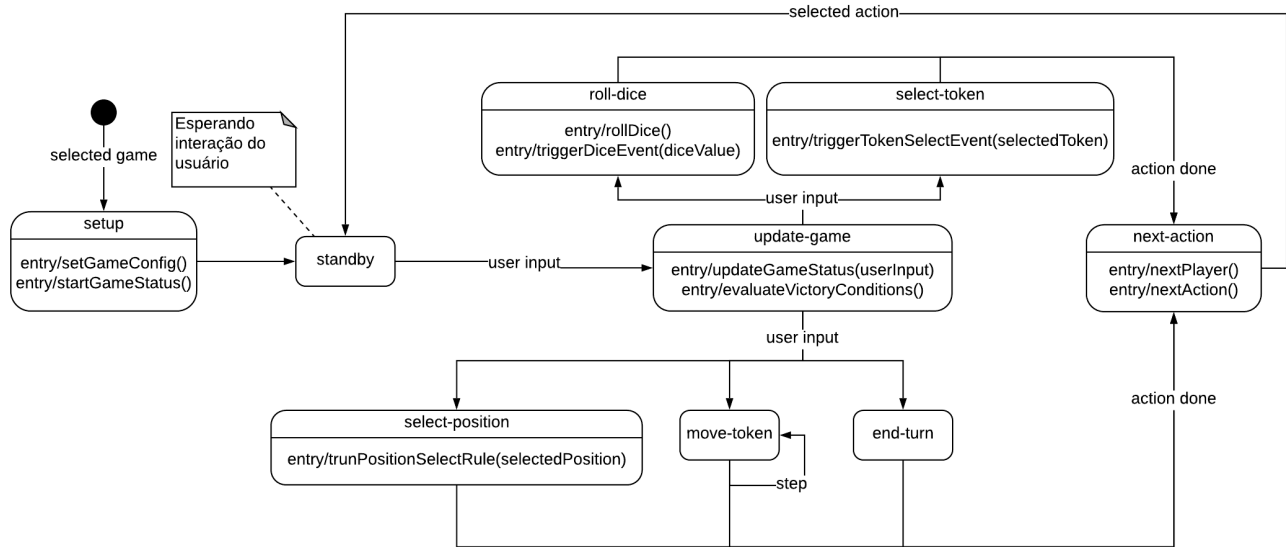 selected action
roll-dice
entry/rollDice()
entry/triggerDiceEvent(diceValue)
select-token
entry/triggerTokenSelectEvent(selectedToken)
Esperando
interação do
usuário
selected game
action done
user input
setup
entry/setGameConfig()
entry/startGameStatus()
standby
user input
update-game
entry/updateGameStatus(userInput)
entry/evaluateVictoryConditions()
next-action
entry/nextPlayer()
entry/nextAction()
user input
action done
select-position
entry/trunPositionSelectRule(selectedPosition)
move-token
end-turn
step